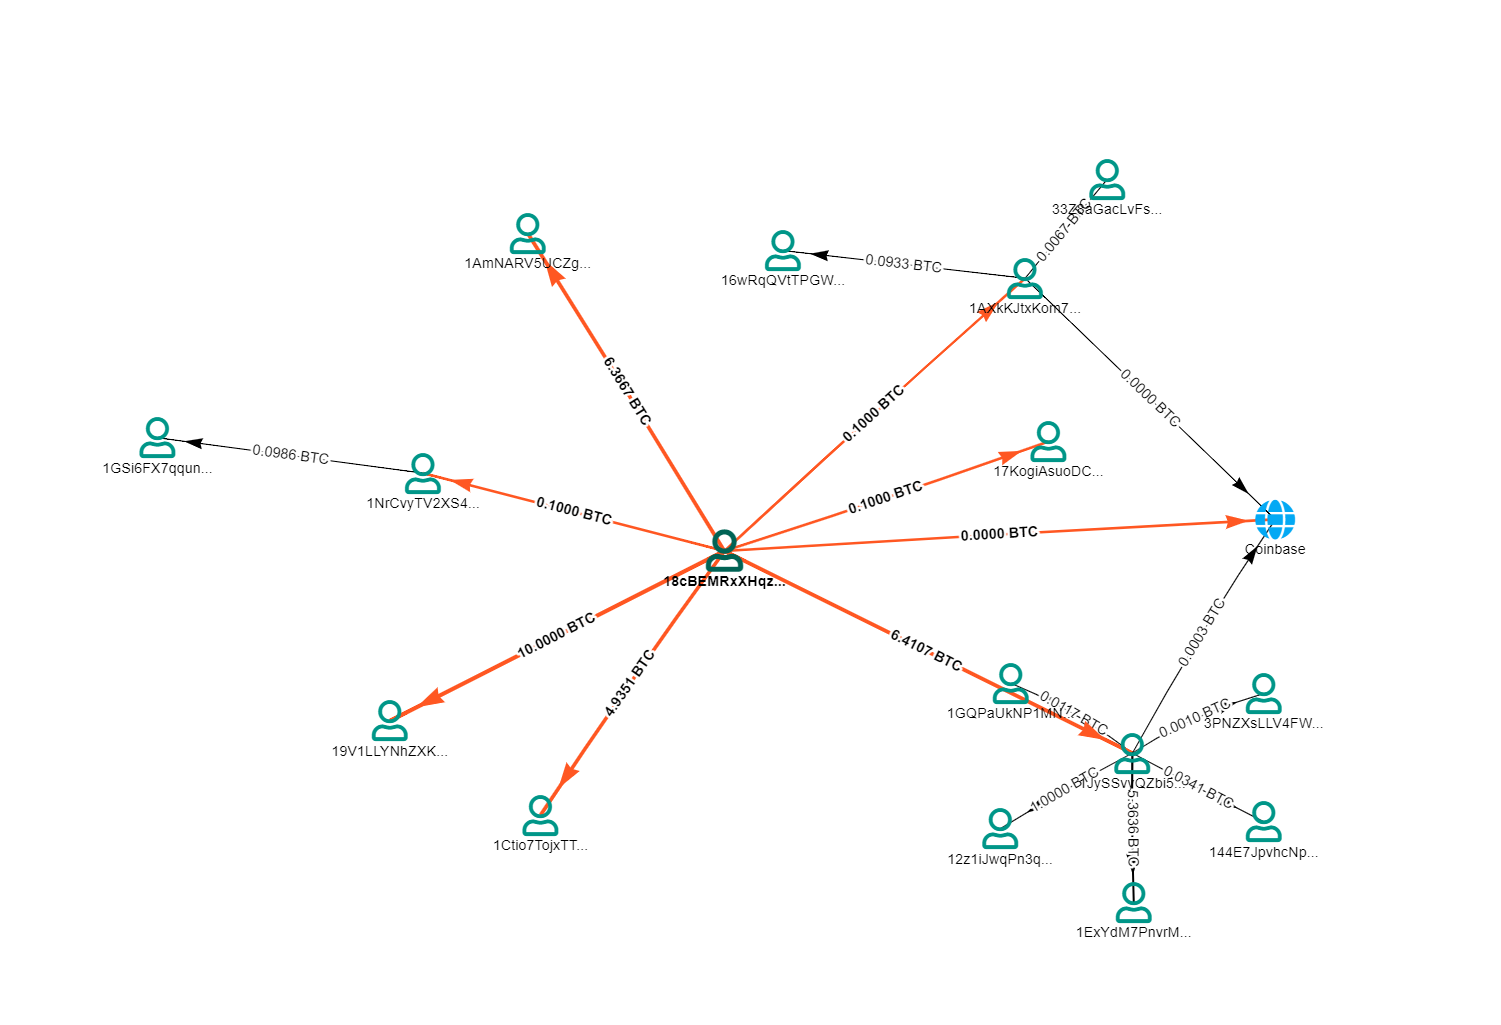 33Z8aGacLvFs...
0.0067 BTC
1AmNARV5UCZg...
16wRqQVtTPGW...
0.0933 BTC
1AXkKJtxKom7...
6.3667 BTC
0.1000 BTC
0.0000 BTC
1GSi6FX7qqun...
0.0986 BTC
1NrCvyTV2XS4...
0.1000 BTC
0.1000 BTC
17KogiAsuoDC...
0.0000 BTC
Coinbase
18cBEMRxXHqz...
10.0000 BTC
4.9351 BTC
6.4107 BTC
0.0003 BTC
1GQPaUkNP1MN...
0.0117 BTC
0.0010 BTC
3PNZXsLLV4FW...
19V1LLYNhZXK...
1JySSvvQZbi5...
1.0000 BTC
5.3636 BTC
0.0341 BTC
1Ctio7TojxTT...
12z1iJwqPn3q...
144E7JpvhcNp...
1ExYdM7PnvrM...